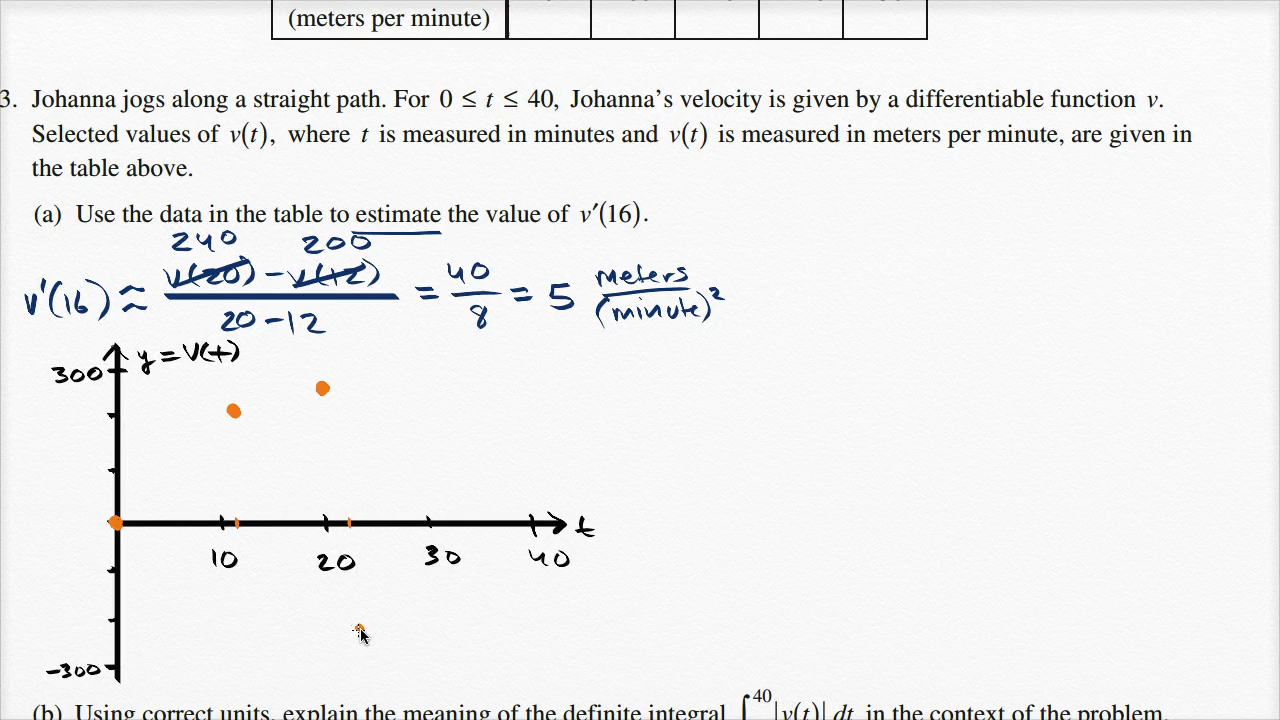 (meters per minute)
3. Johanna jogs along a straight path. For 0 ≤ t ≤ 40, Johanna's velocity is given by a differentiable function v.
Selected values of v(t), where t is measured in minutes and v(t) is measured in meters per minute, are given in
the table above.
(a) Use the data in the table to estimate the value of v′(16).
240 200
v'(16) ≈ v(20) - v(12) / 20 - 12 = 40 / 8 = 5 meters / (minute)²
y = v(t)
300
t
10 20 30 40
-300
(b) Using correct units, explain the meaning of the definite integral ∫⁴⁰ |v(t)| dt in the context of the problem.